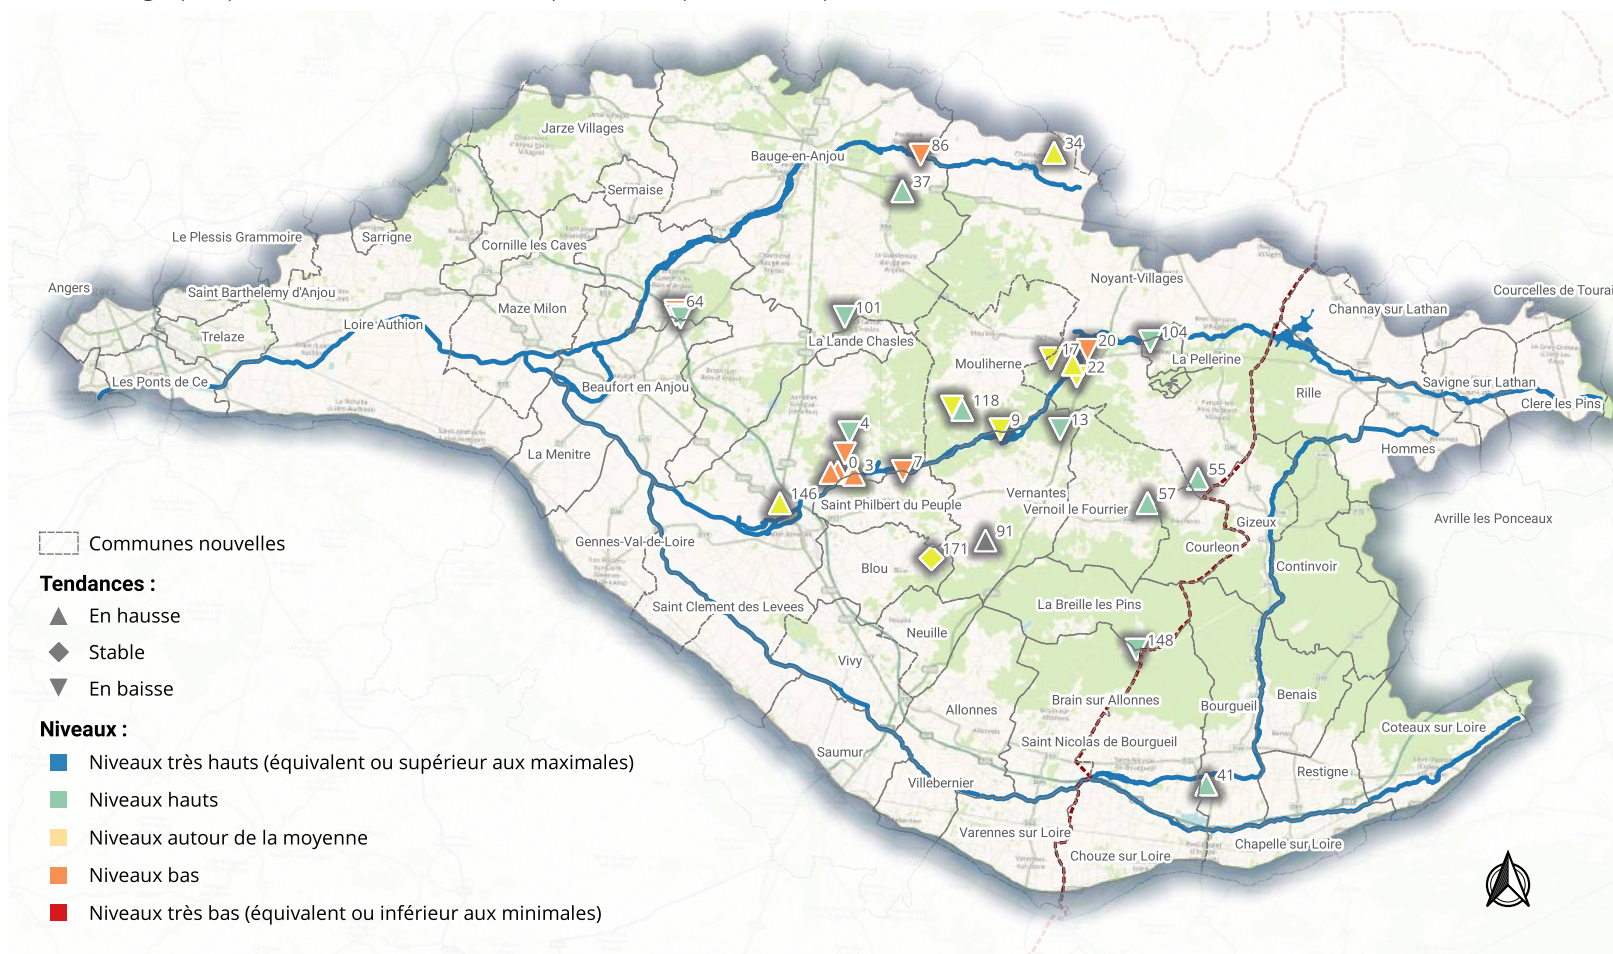 Jarze Villages
Bauge-en-Anjou
86
34
37
Sermaise
Le Plessis Grammoire
Sarrigne
Cornille les Caves
Noyant-Villages
Angers
Saint Barthelemy d'Anjou
Courcelles de Tourai
Maze Milon
64
101
Channay sur Lathan
Trelaze
Loire Authion
La Lande Chasles
17
20
104
La Pellerine
22
Mouliherne
Les Ponts de Ce
Beaufort en Anjou
Savigne sur Lathan
Rille
Clere les Pins
118
4
9
13
Hommes
La Menitre
0
3
7
55
146
Saint Philbert du Peuple
Vernantes
57
Vernoil le Fourrier
Gizeux
Avrille les Ponceaux
Gennes-Val-de-Loire
91
171
Courleon
Blou
Continvoir
Saint Clement des Levees
La Breille les Pins
Neuille
148
Vivy
Allonnes
Brain sur Allonnes
Bourgueil
Benais
Saumur
Saint Nicolas de Bourgueil
Coteaux sur Loire
Villebernier
41
Restigne
Varennes sur Loire
Chouze sur Loire
Chapelle sur Loire
Communes nouvelles
Tendances :
En hausse
Stable
En baisse
Niveaux :
Niveaux très hauts (équivalent ou supérieur aux maximales)
Niveaux hauts
Niveaux autour de la moyenne
Niveaux bas
Niveaux très bas (équivalent ou inférieur aux minimales)